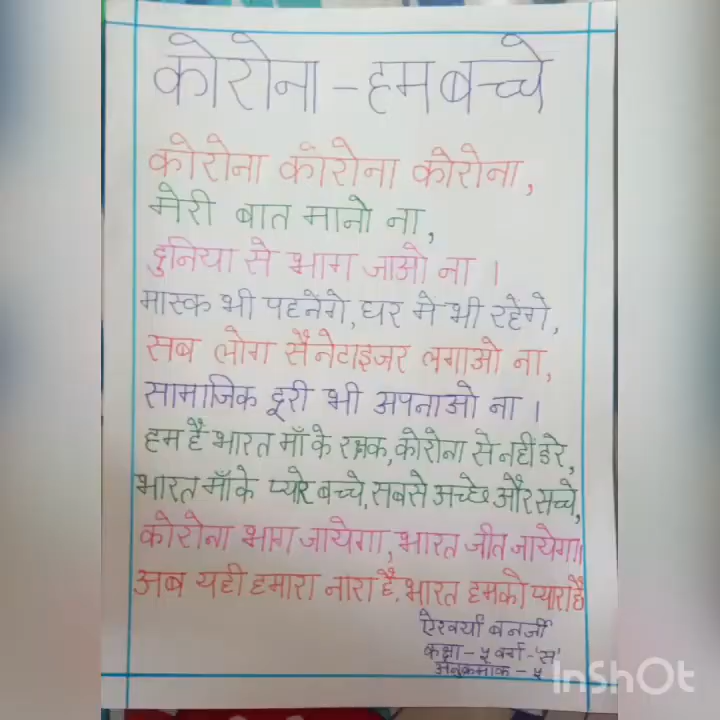 कोरोना - हम बच्चे
कोरोना कोरोना कोरोना,
मेरी बात मानो ना,
दुनिया से भाग जाओ ना ।
मास्क भी पहनेंगे, घर मे भी रहेंगे,
सब लोग सैनेटाइजर लगाओ ना,
सामाजिक दूरी भी अपनाओ ना ।
हम है भारत माँ के रक्षक, कोरोना से नहीं डरे,
भारत माँ के प्यारे बच्चे, सबसे अच्छे और सच्चे,
कोरोना भाग जायेगा, भारत जीत जायेगा।
अब यही हमारा नारा है, भारत हमको प्यारा है
ऐश्वर्या बनर्जी
कक्षा - ५ वर्ग - 'स'
अनुक्रमांक - ५
InShOt